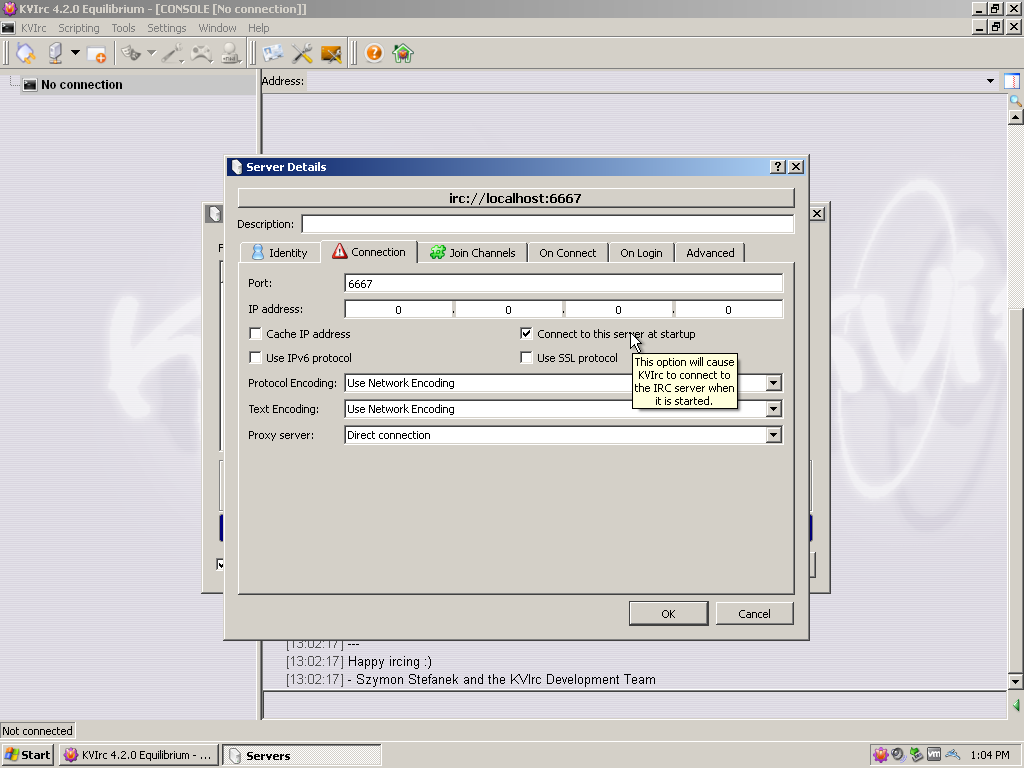 KVIrc 4.2.0 Equilibrium - [CONSOLE [No connection]]
KVIrc Scripting Tools Settings Window Help
No connection
Address:
Server Details
irc://localhost:6667
Description:
Identity Connection Join Channels On Connect On Login Advanced
Port: 6667
IP address: 0 . 0 . 0 . 0
Cache IP address Connect to this server at startup
Use IPv6 protocol Use SSL protocol
This option will cause
KVIrc to connect to
the IRC server when
it is started.
Protocol Encoding: Use Network Encoding
Text Encoding: Use Network Encoding
Proxy server: Direct connection
OK Cancel
[13:02:17] ---
[13:02:17] Happy ircing :)
[13:02:17] - Szymon Stefanek and the KVIrc Development Team
Not connected
Start KVIrc 4.2.0 Equilibrium - ... Servers 1:04 PM